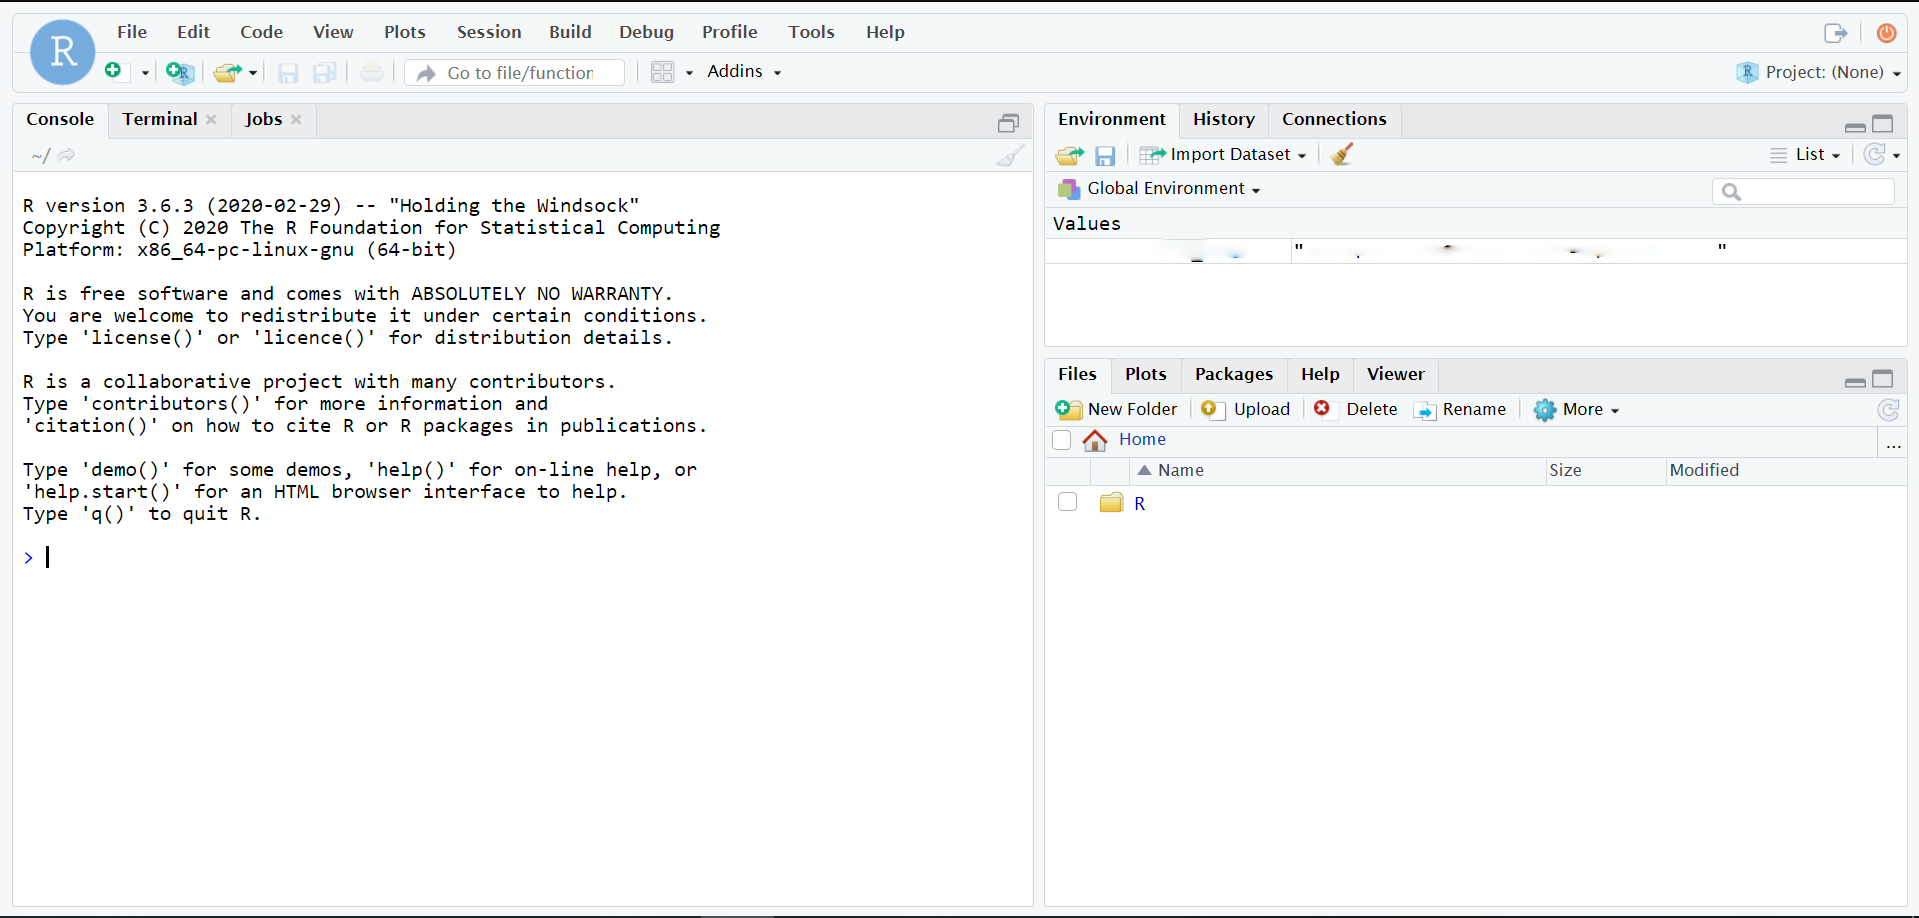 R
File Edit Code View Plots Session Build Debug Profile Tools Help
Go to file/function Addins Project: (None)
Console Terminal Jobs
~/
R version 3.6.3 (2020-02-29) -- "Holding the Windsock"
Copyright (C) 2020 The R Foundation for Statistical Computing
Platform: x86_64-pc-linux-gnu (64-bit)
R is free software and comes with ABSOLUTELY NO WARRANTY.
You are welcome to redistribute it under certain conditions.
Type 'license()' or 'licence()' for distribution details.
R is a collaborative project with many contributors.
Type 'contributors()' for more information and
'citation()' on how to cite R or R packages in publications.
Type 'demo()' for some demos, 'help()' for on-line help, or
'help.start()' for an HTML browser interface to help.
Type 'q()' to quit R.
>
Environment History Connections
Import Dataset List
Global Environment
Values
" "
Files Plots Packages Help Viewer
New Folder Upload Delete Rename More
Home ...
Name Size Modified
R